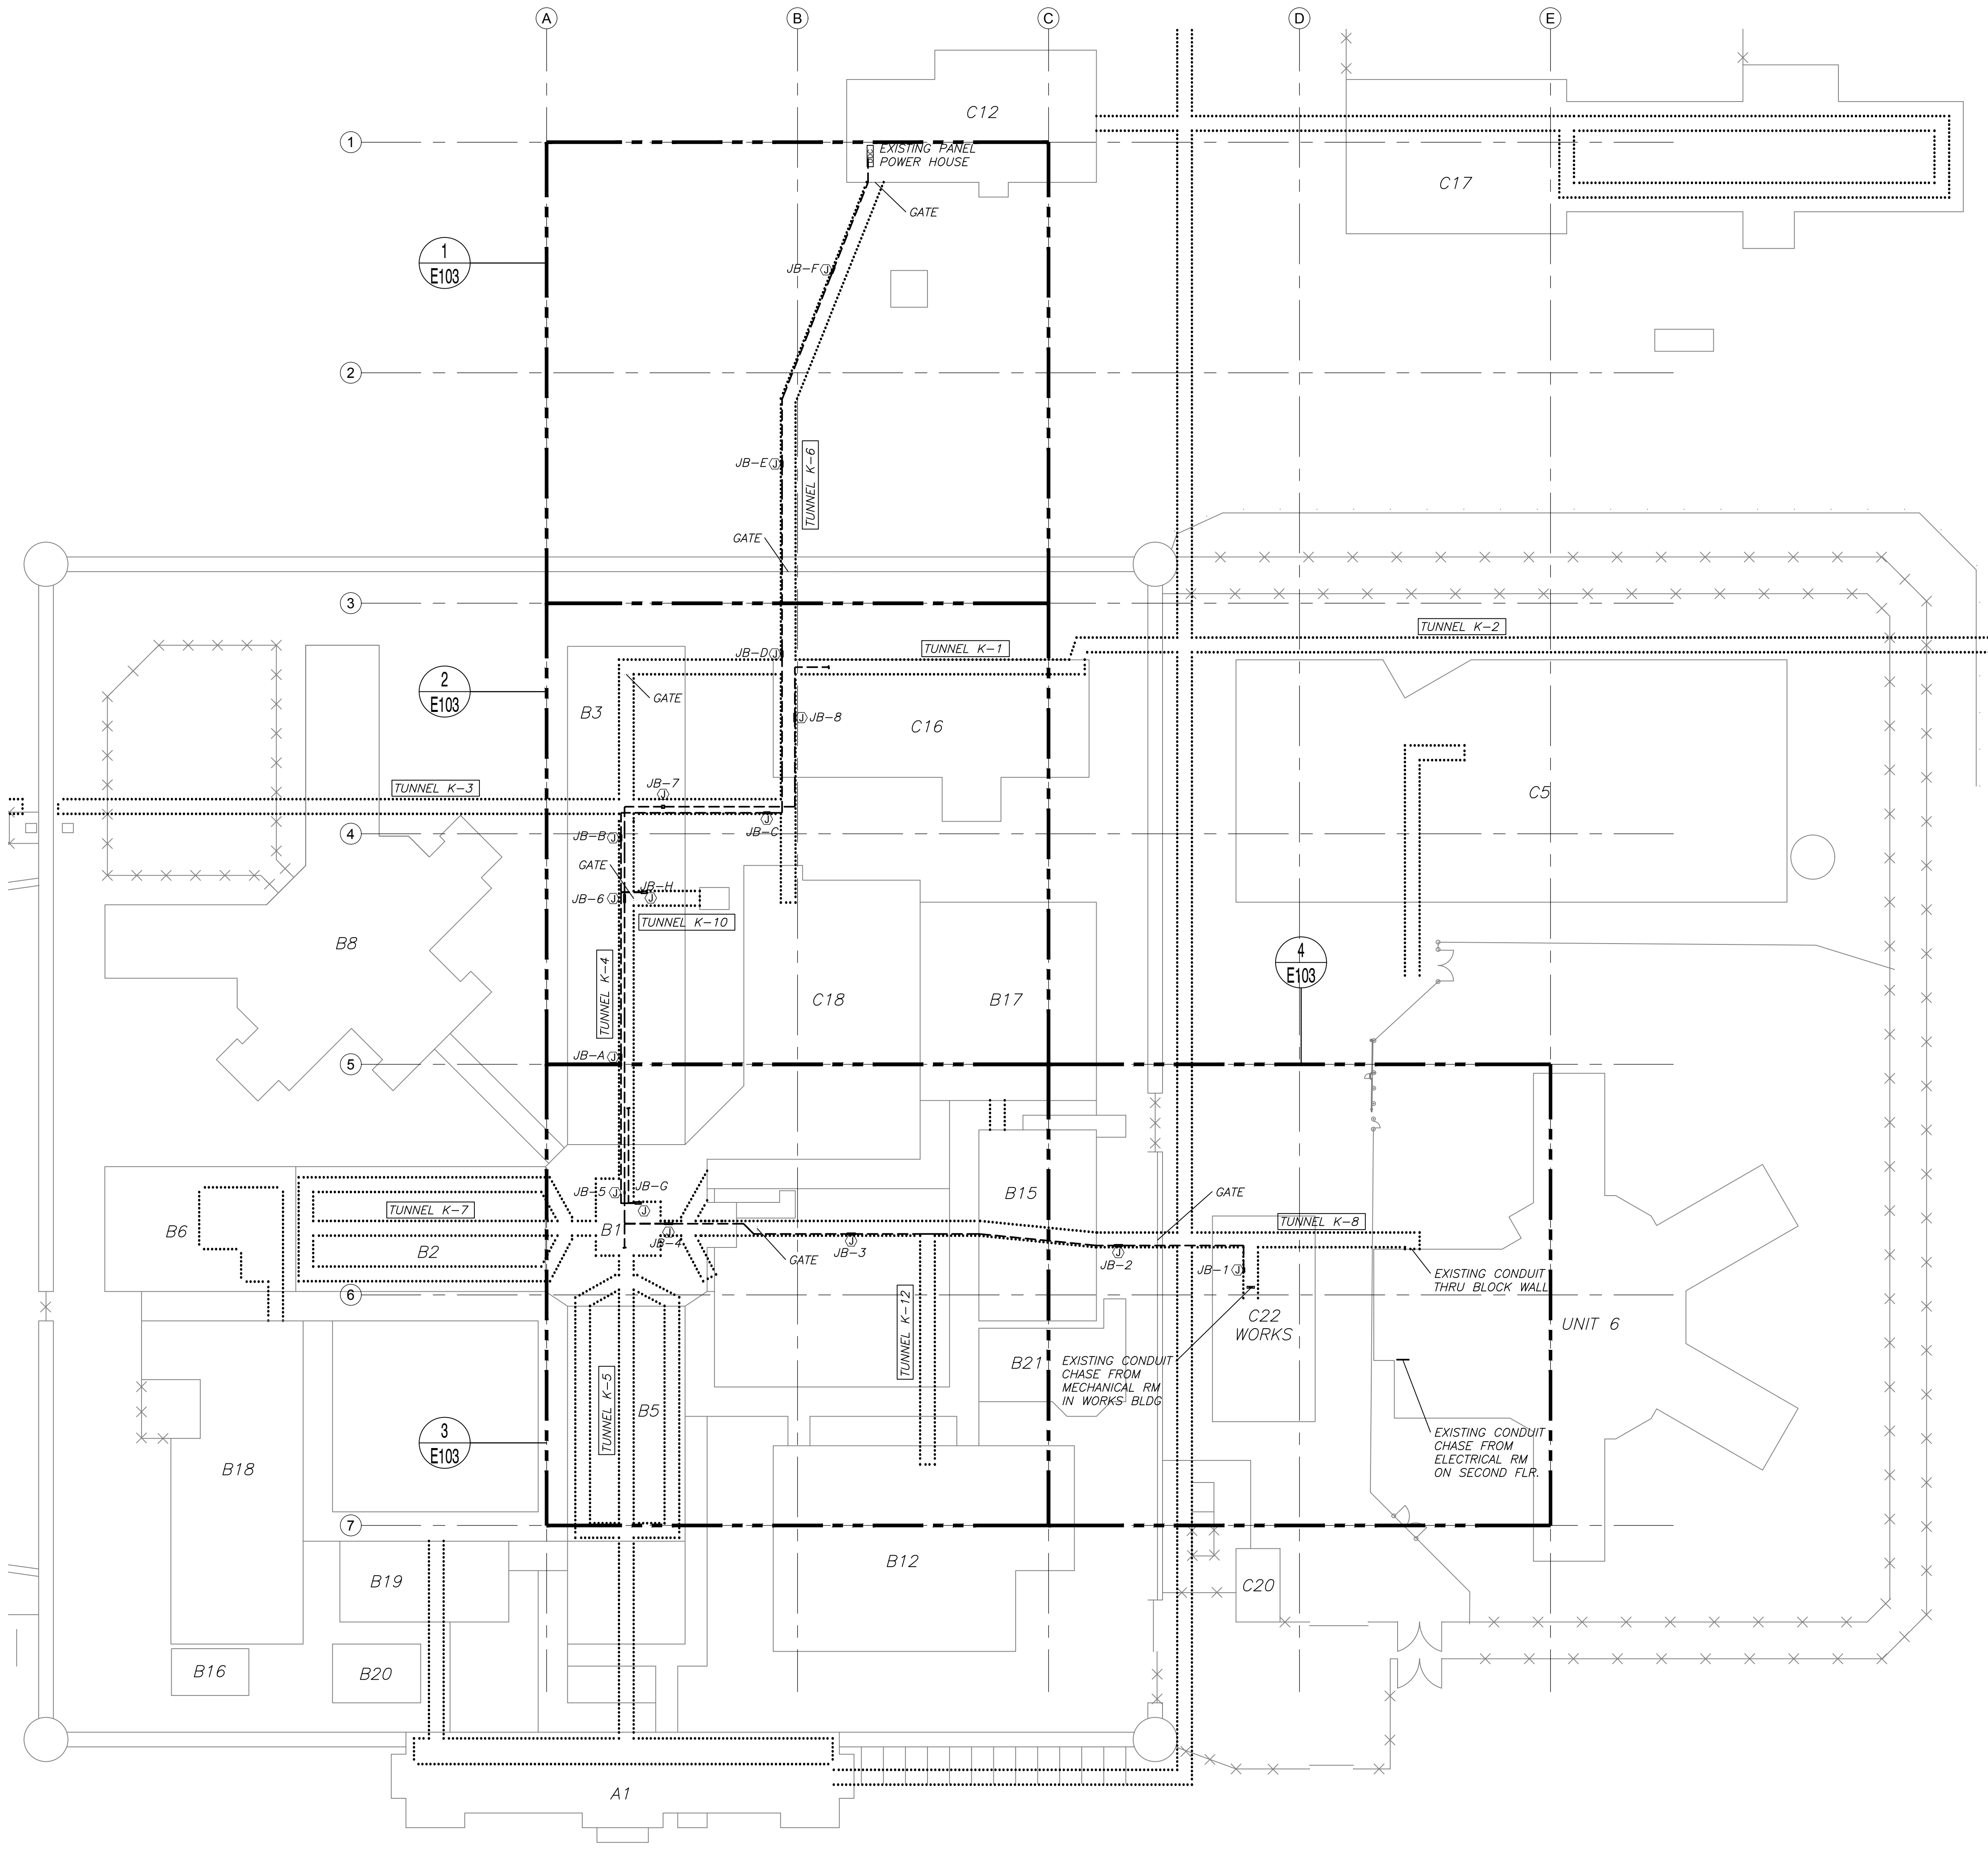 A
B
C
D
E
C12
1
EXISTING PANEL
POWER HOUSE
C17
GATE
1
E103
JB-F
J
2
JB-E
J
TUNNEL K-6
GATE
3
TUNNEL K-2
JB-D
J
TUNNEL K-1
2
E103
GATE
B3
J
JB-8
C16
JB-7
J
TUNNEL K-3
C5
J
JB-C
4
JB-B
J
GATE
JB-H
J
JB-6
J
TUNNEL K-10
B8
4
E103
TUNNEL K-4
C18
B17
JB-A
J
5
JB-5
J
JB-G
J
B15
GATE
TUNNEL K-7
B6
B2
B1
J
JB-4
J
JB-3
GATE
TUNNEL K-8
J
JB-2
JB-1
J
EXISTING CONDUIT
THRU BLOCK WALL
6
TUNNEL K-12
C22
WORKS
UNIT 6
B21
EXISTING CONDUIT
CHASE FROM
MECHANICAL RM
IN WORKS BLDG
TUNNEL K-5
B5
3
E103
EXISTING CONDUIT
CHASE FROM
ELECTRICAL RM
ON SECOND FLR.
B18
7
B12
B19
C20
B16
B20
A1